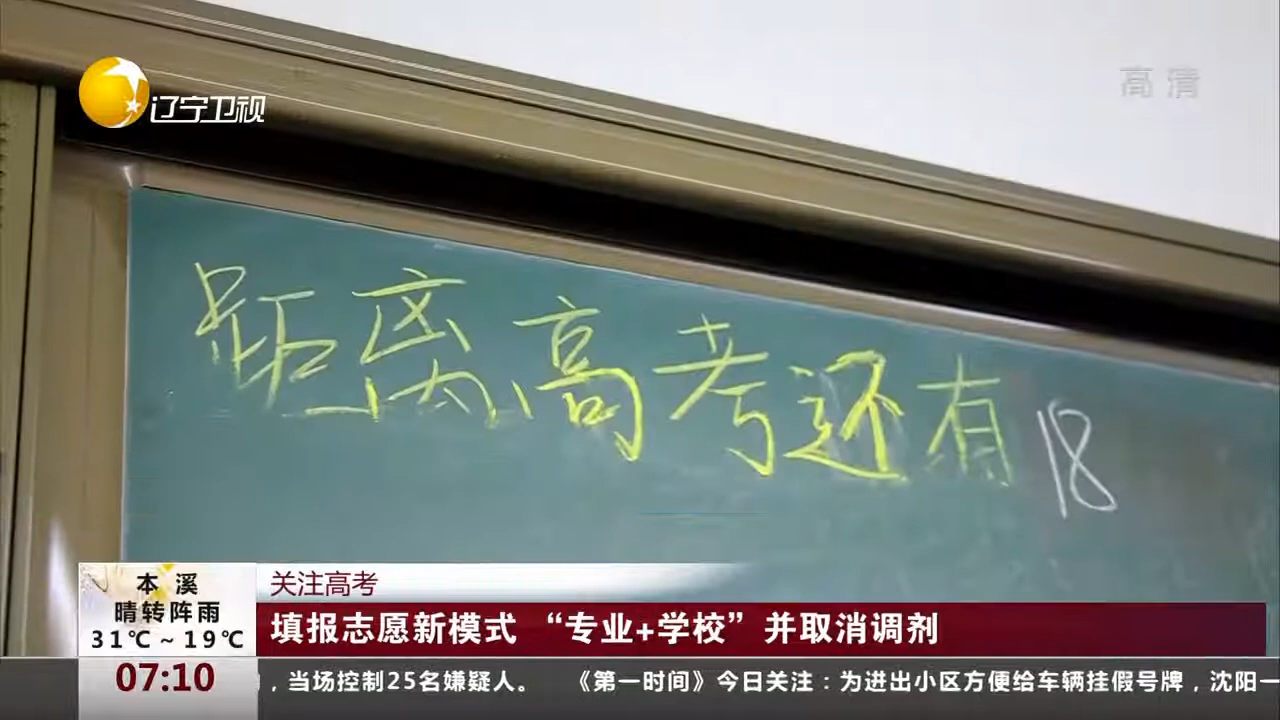 辽宁卫视
高清
距离高考还有18
本溪
晴转阵雨
31℃~19℃
关注高考
填报志愿新模式 “专业+学校”并取消调剂
07:10
，当场控制25名嫌疑人。 《第一时间》今日关注：为进出小区方便给车辆挂假号牌，沈阳一